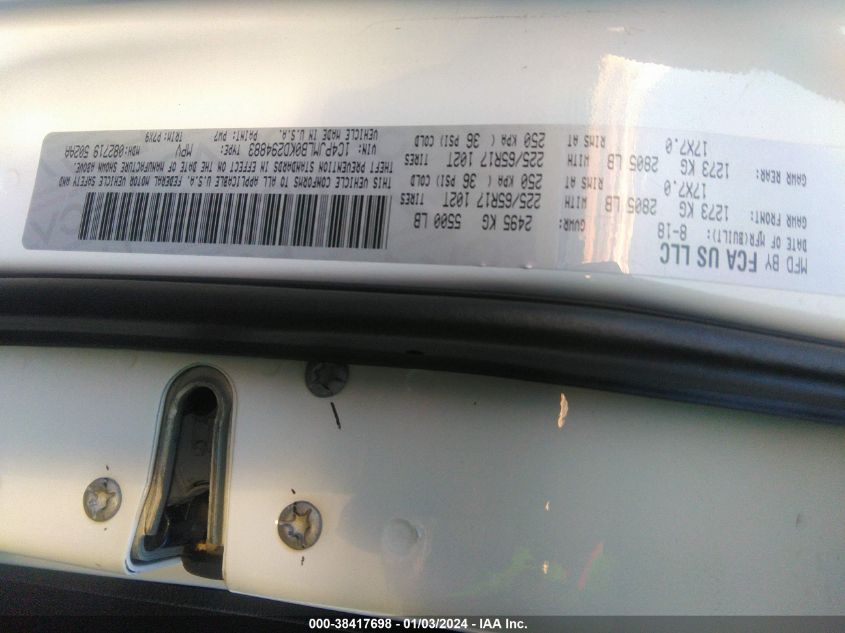 MFD BY FCA US LLC
DATE OF MFR(BUILT): 8-18
GVWR: 2495 KG 5500 LB
GAWR FRONT: 1273 KG 2805 LB WITH 225/65R17 102T TIRES
17X7.0 RIMS AT 250 KPA ( 36 PSI) COLD
GAWR REAR: 1273 KG 2805 LB WITH 225/65R17 102T TIRES
17X7.0 RIMS AT 250 KPA ( 36 PSI) COLD
THIS VEHICLE CONFORMS TO ALL APPLICABLE U.S.A. FEDERAL MOTOR VEHICLE SAFETY AND
THEFT PREVENTION STANDARDS IN EFFECT ON THE DATE OF MANUFACTURE SHOWN ABOVE.
VIN: 1C4PJMLB0KD294883 TYPE: MPV MDH:082719 502AA
VEHICLE MADE IN U.S.A. PAINT: PW7 TRIM:P7X9
000-38417698 - 01/03/2024 - IAA Inc.